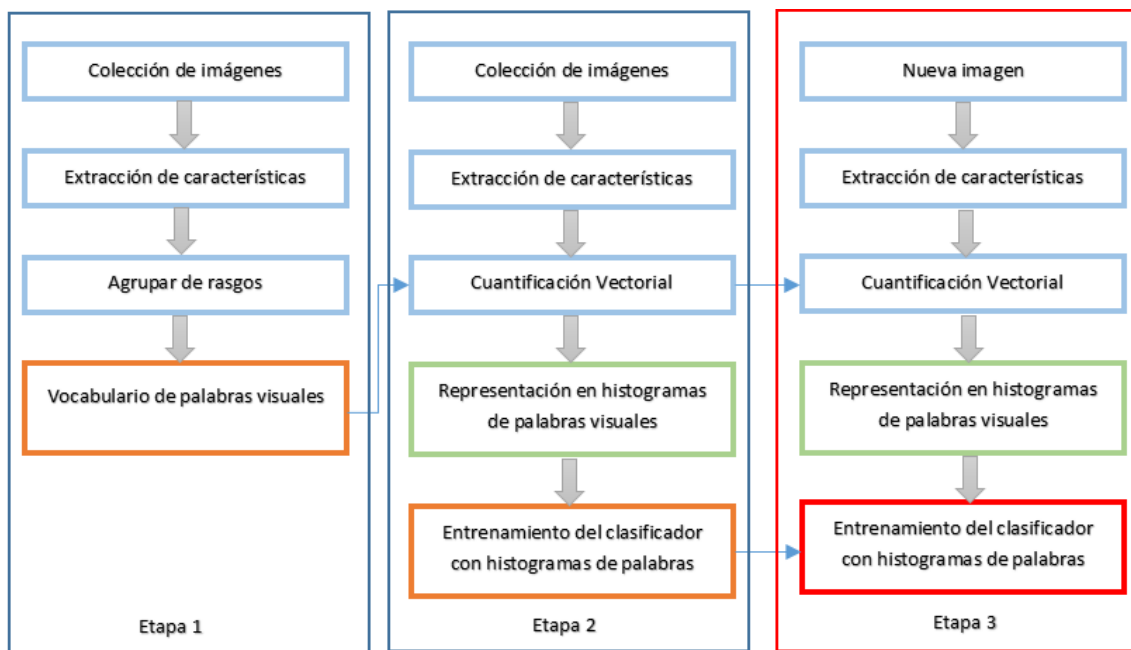 Colección de imágenes
Extracción de características
Agrupar de rasgos
Vocabulario de palabras visuales
Etapa 1
Colección de imágenes
Extracción de características
Cuantificación Vectorial
Representación en histogramas
de palabras visuales
Entrenamiento del clasificador
con histogramas de palabras
Etapa 2
Nueva imagen
Extracción de características
Cuantificación Vectorial
Representación en histogramas
de palabras visuales
Entrenamiento del clasificador
con histogramas de palabras
Etapa 3